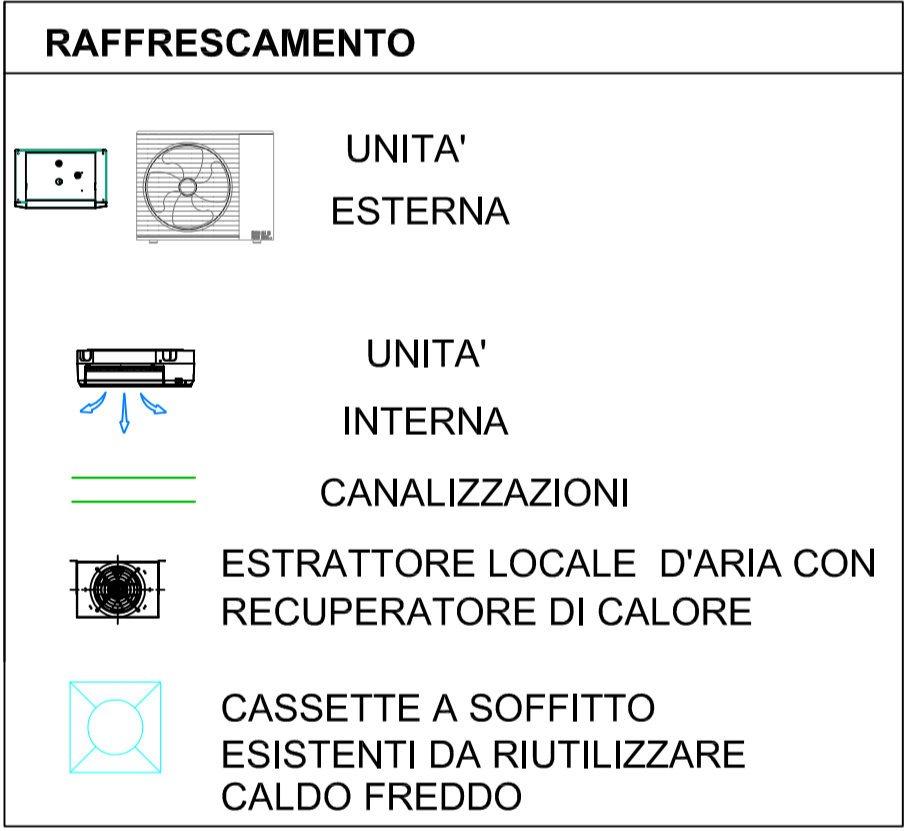 RAFFRESCAMENTO
UNITA'
ESTERNA
UNITA'
INTERNA
CANALIZZAZIONI
ESTRATTORE LOCALE D'ARIA CON
RECUPERATORE DI CALORE
CASSETTE A SOFFITTO
ESISTENTI DA RIUTILIZZARE
CALDO FREDDO